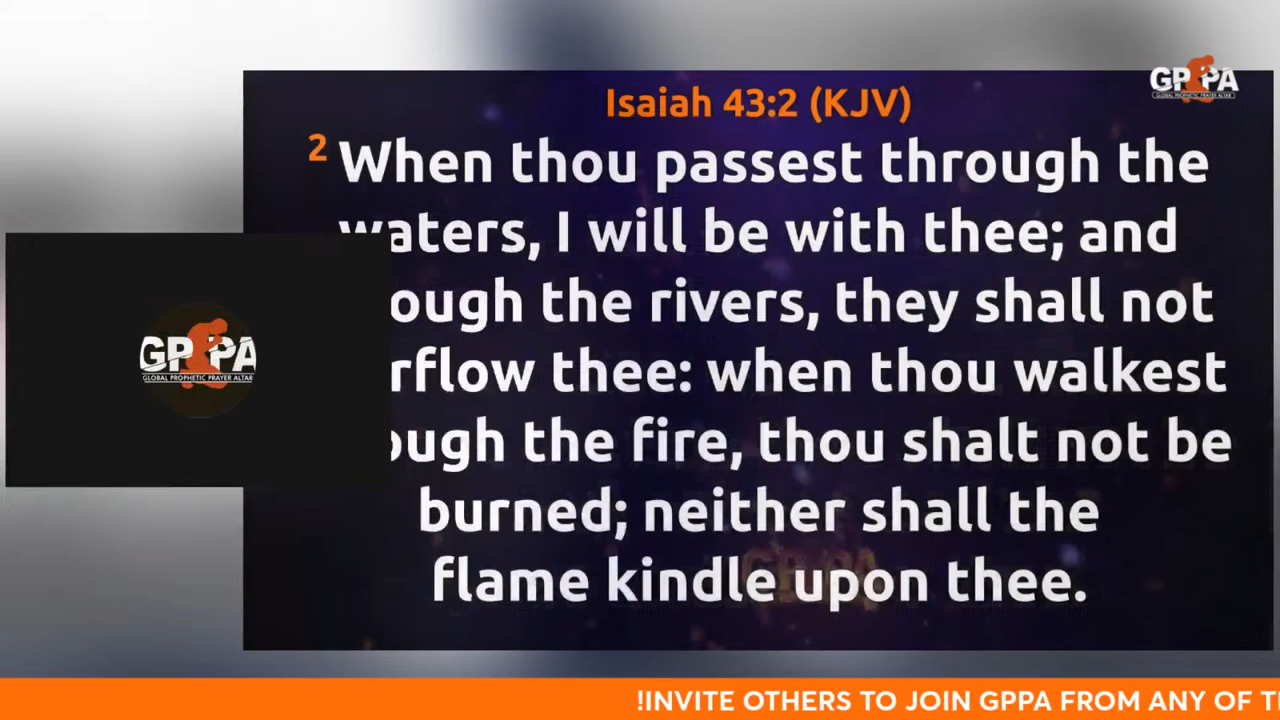 GPPA
GLOBAL PROPHETIC PRAYER ALTAR
Isaiah 43:2 (KJV)
2 When thou passest through the
waters, I will be with thee; and
ough the rivers, they shall not
rflow thee: when thou walkest
ough the fire, thou shalt not be
burned; neither shall the
flame kindle upon thee.
GPPA
GLOBAL PROPHETIC PRAYER ALTAR
!INVITE OTHERS TO JOIN GPPA FROM ANY OF T